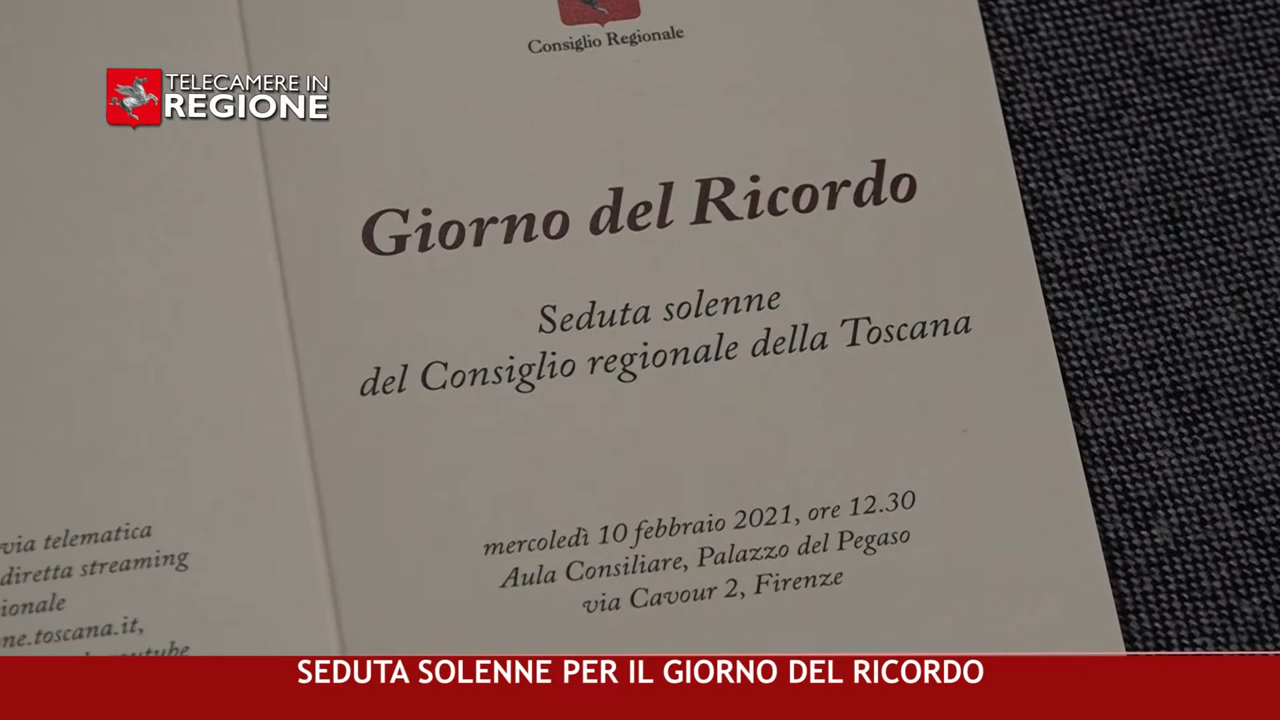 TELECAMERE IN
REGIONE
Consiglio Regionale
Giorno del Ricordo
Seduta solenne
del Consiglio regionale della Toscana
mercoledì 10 febbraio 2021, ore 12.30
Aula Consiliare, Palazzo del Pegaso
via Cavour 2, Firenze
via telematica
diretta streaming
ionale
ne.toscana.it,
SEDUTA SOLENNE PER IL GIORNO DEL RICORDO